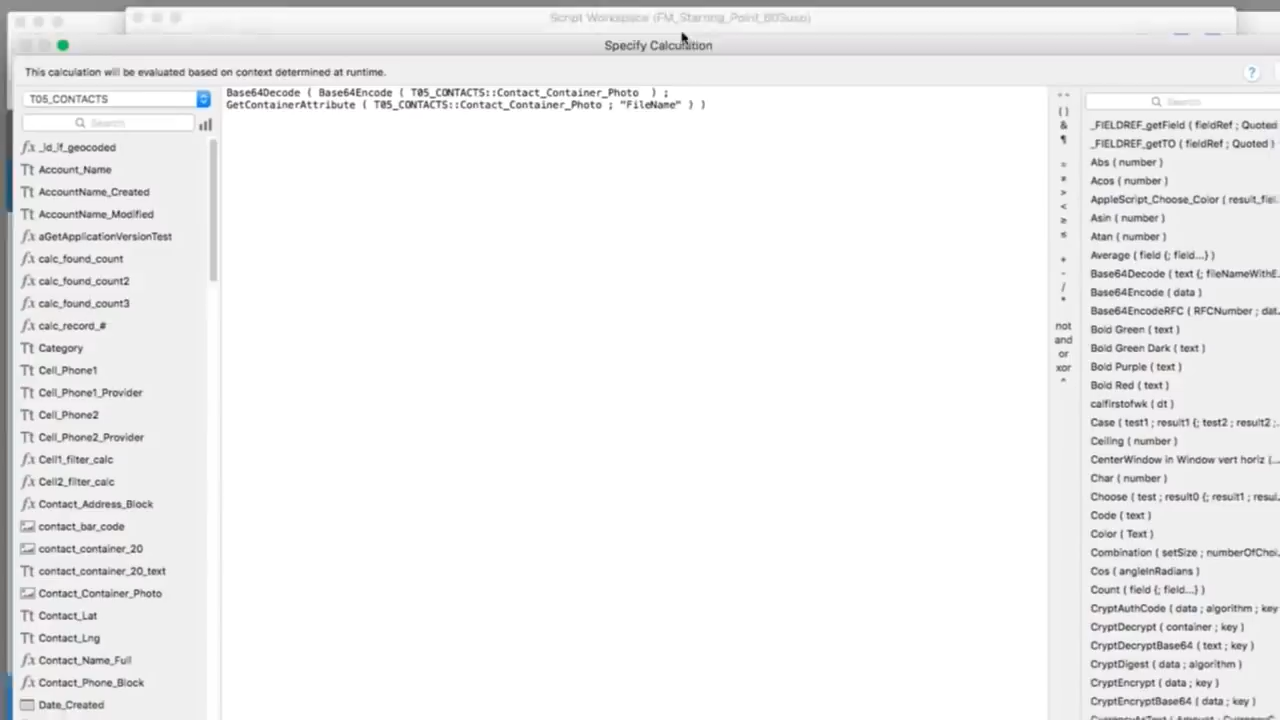 Script Workspace (FM_Starting_Point_
Specify Calculation
This calculation will be evaluated based on context determined at runtime.
?
T05_CONTACTS
Search
_id_if_geocoded
Account_Name
AccountName_Created
AccountName_Modified
aGetApplicationVersionTest
calc_found_count
calc_found_count2
calc_found_count3
calc_record_#
Category
Cell_Phone1
Cell_Phone1_Provider
Cell_Phone2
Cell_Phone2_Provider
Cell1_filter_calc
Cell2_filter_calc
Contact_Address_Block
contact_bar_code
contact_container_20
contact_container_20_text
Contact_Container_Photo
Contact_Lat
Contact_Lng
Contact_Name_Full
Contact_Phone_Block
Date_Created
Base64Decode ( Base64Encode ( T05_CONTACTS::Contact_Container_Photo  ) ;
GetContainerAttribute ( T05_CONTACTS::Contact_Container_Photo ; "FileName" ) )
( )
&
¶
=
≠
>
<
≥
≤
+
-
/
*
not
and
or
xor
^
Search
_FIELDREF_getField ( fieldRef ; Quoted
_FIELDREF_getTO ( fieldRef ; Quoted )
Abs ( number )
Acos ( number )
AppleScript_Choose_Color ( result_fiel...
Asin ( number )
Atan ( number )
Average ( field {; field...} )
Base64Decode ( text {; fileNameWithE...
Base64Encode ( data )
Base64EncodeRFC ( RFCNumber ; dat...
Bold Green ( text )
Bold Green Dark ( text )
Bold Purple ( text )
Bold Red ( text )
calfirstofwk ( dt )
Case ( test1 ; result1 {; test2 ; result2 ;...
Ceiling ( number )
CenterWindow in Window vert horiz (...
Char ( number )
Choose ( test ; result0 {; result1 ; resul...
Code ( text )
Color ( Text )
Combination ( setSize ; numberOfChoi...
Cos ( angleInRadians )
Count ( field {; field...} )
CryptAuthCode ( data ; algorithm ; key
CryptDecrypt ( container ; key )
CryptDecryptBase64 ( text ; key )
CryptDigest ( data ; algorithm )
CryptEncrypt ( data ; key )
CryptEncryptBase64 ( data ; key )